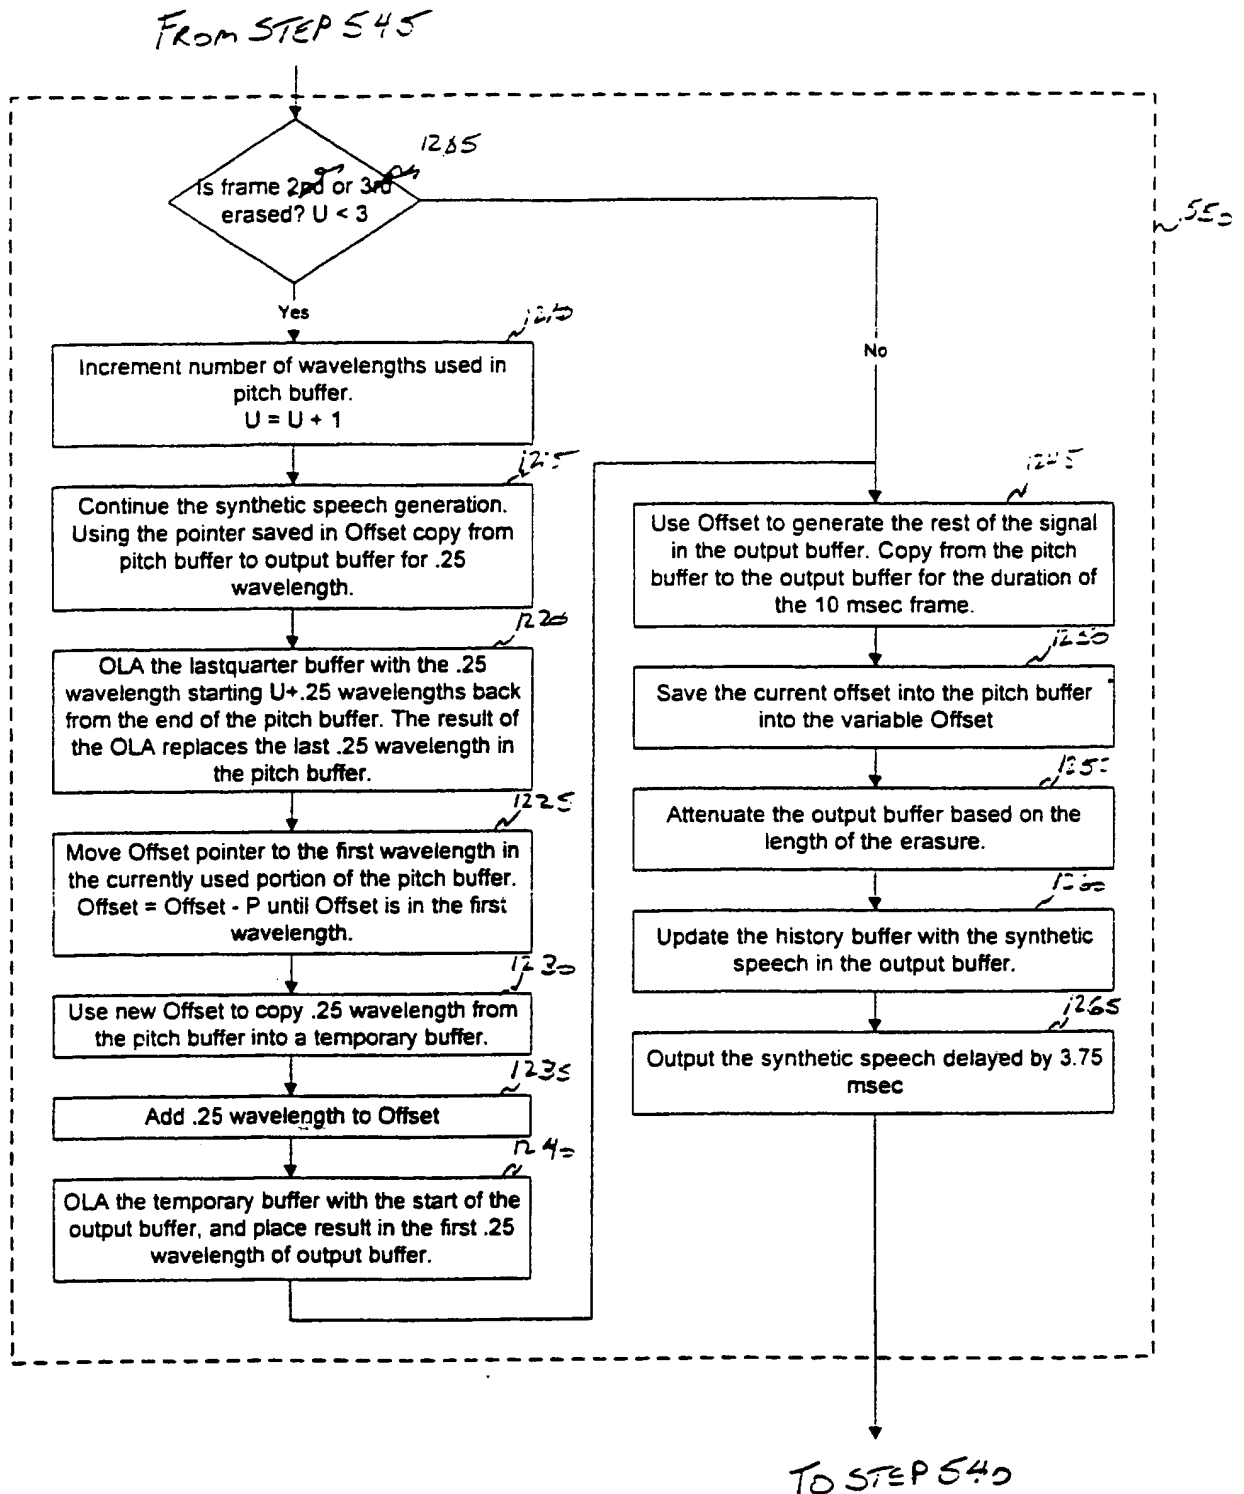 FROM STEP 545
1205
Is frame 2nd or 3rd
erased? U < 3
550
Yes
No
1210
Increment number of wavelengths used in
pitch buffer.
U = U + 1
1215
Continue the synthetic speech generation.
Using the pointer saved in Offset copy from
pitch buffer to output buffer for .25
wavelength.
1220
OLA the lastquarter buffer with the .25
wavelength starting U+.25 wavelengths back
from the end of the pitch buffer. The result of
the OLA replaces the last .25 wavelength in
the pitch buffer.
1225
Move Offset pointer to the first wavelength in
the currently used portion of the pitch buffer.
Offset = Offset - P until Offset is in the first
wavelength.
1230
Use new Offset to copy .25 wavelength from
the pitch buffer into a temporary buffer.
1235
Add .25 wavelength to Offset
1240
OLA the temporary buffer with the start of the
output buffer, and place result in the first .25
wavelength of output buffer.
1245
Use Offset to generate the rest of the signal
in the output buffer. Copy from the pitch
buffer to the output buffer for the duration of
the 10 msec frame.
1250
Save the current offset into the pitch buffer
into the variable Offset
Attenuate the output buffer based on the
length of the erasure.
Update the history buffer with the synthetic
speech in the output buffer.
1265
Output the synthetic speech delayed by 3.75
msec
TO STEP 540